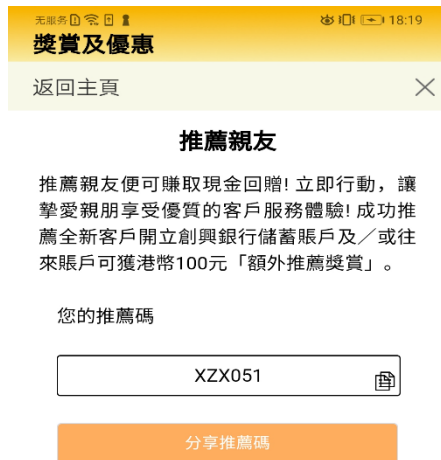 无服务 18:19
獎賞及優惠
返回主頁
推薦親友
推薦親友便可賺取現金回贈! 立即行動，讓
摯愛親朋享受優質的客戶服務體驗! 成功推
薦全新客戶開立創興銀行儲蓄賬戶及／或往
來賬戶可獲港幣100元「額外推薦獎賞」。
您的推薦碼
XZX051
分享推薦碼